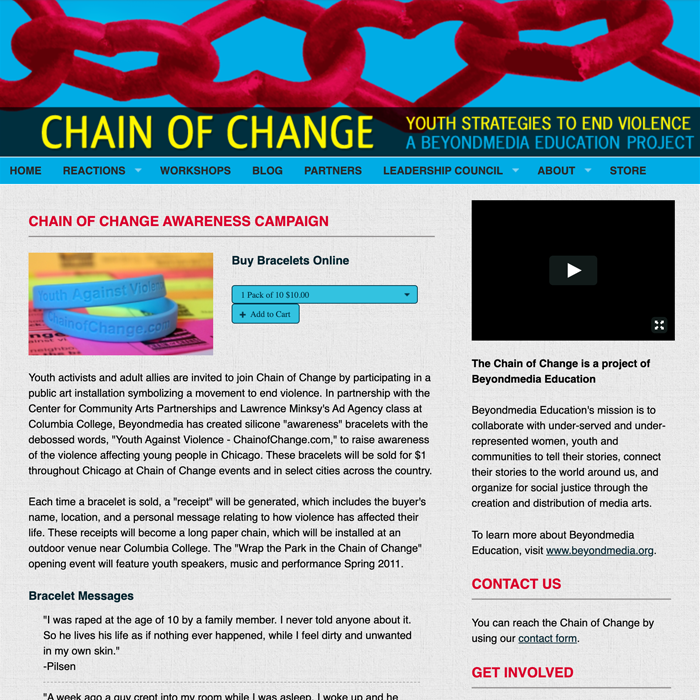 CHAIN OF CHANGE
YOUTH STRATEGIES TO END VIOLENCE
A BEYONDMEDIA EDUCATION PROJECT
HOME REACTIONS WORKSHOPS BLOG PARTNERS LEADERSHIP COUNCIL ABOUT STORE
CHAIN OF CHANGE AWARENESS CAMPAIGN
Youth Against Viol
ChainofChange.co
Buy Bracelets Online
1 Pack of 10 $10.00
+ Add to Cart
Youth activists and adult allies are invited to join Chain of Change by participating in a
public art installation symbolizing a movement to end violence. In partnership with the
Center for Community Arts Partnerships and Lawrence Minksy's Ad Agency class at
Columbia College, Beyondmedia has created silicone "awareness" bracelets with the
debossed words, "Youth Against Violence - ChainofChange.com," to raise awareness
of the violence affecting young people in Chicago. These bracelets will be sold for $1
throughout Chicago at Chain of Change events and in select cities across the country.
Each time a bracelet is sold, a "receipt" will be generated, which includes the buyer's
name, location, and a personal message relating to how violence has affected their
life. These receipts will become a long paper chain, which will be installed at an
outdoor venue near Columbia College. The "Wrap the Park in the Chain of Change"
opening event will feature youth speakers, music and performance Spring 2011.
Bracelet Messages
"I was raped at the age of 10 by a family member. I never told anyone about it.
So he lives his life as if nothing ever happened, while I feel dirty and unwanted
in my own skin."
-Pilsen
"A week ago a guy crept into my room while I was asleep. I woke up and he
The Chain of Change is a project of
Beyondmedia Education
Beyondmedia Education's mission is to
collaborate with under-served and under-
represented women, youth and
communities to tell their stories, connect
their stories to the world around us, and
organize for social justice through the
creation and distribution of media arts.
To learn more about Beyondmedia
Education, visit www.beyondmedia.org.
CONTACT US
You can reach the Chain of Change by
using our contact form.
GET INVOLVED